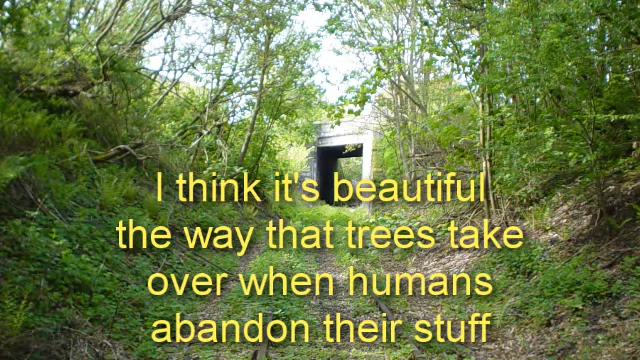 I think it's beautiful
the way that trees take
over when humans
abandon their stuff